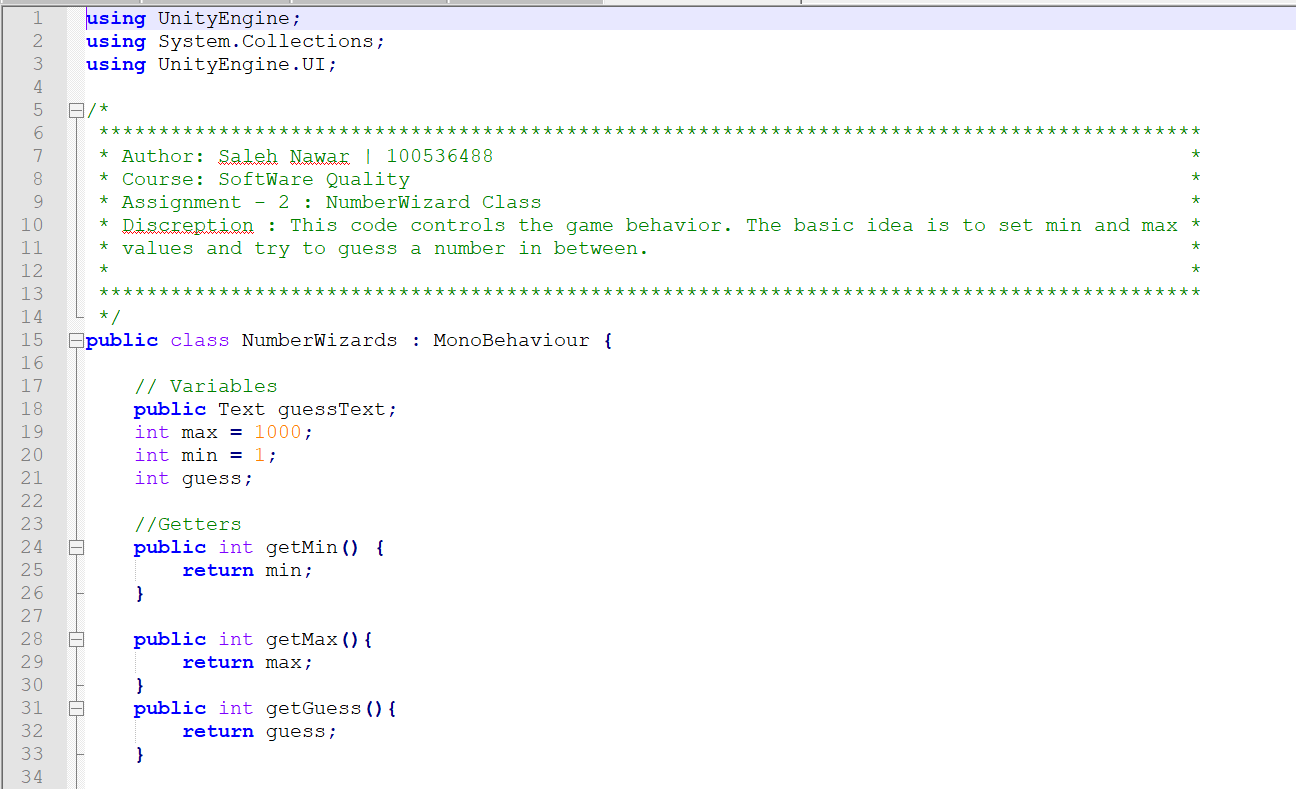 1 using UnityEngine;
2 using System.Collections;
3 using UnityEngine.UI;
4
5 /*
6 ********************************************************************************************
7 * Author: Saleh Nawar | 100536488 *
8 * Course: SoftWare Quality *
9 * Assignment - 2 : NumberWizard Class *
10 * Discreption : This code controls the game behavior. The basic idea is to set min and max *
11 * values and try to guess a number in between. *
12 * *
13 ********************************************************************************************
14 */
15 public class NumberWizards : MonoBehaviour {
16
17 // Variables
18 public Text guessText;
19 int max = 1000;
20 int min = 1;
21 int guess;
22
23 //Getters
24 public int getMin() {
25 return min;
26 }
27
28 public int getMax(){
29 return max;
30 }
31 public int getGuess(){
32 return guess;
33 }
34